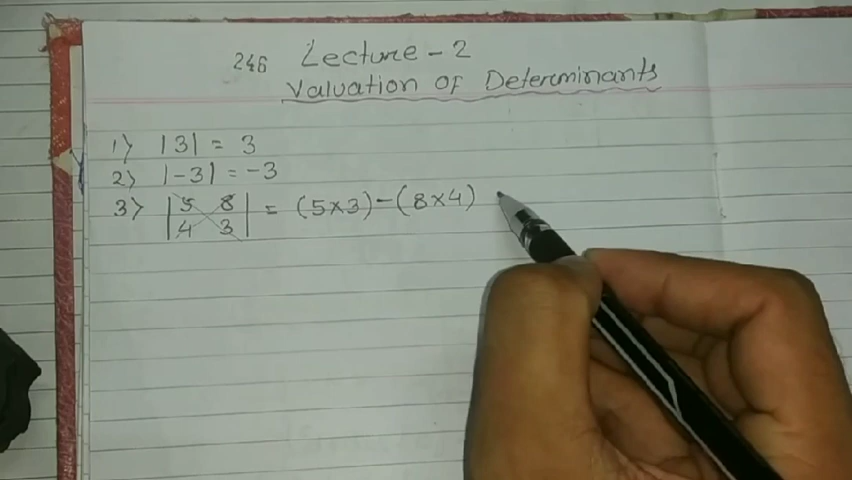 246 Lecture - 2
Valuation of Determinants
1) |3| = 3
2) |-3| = -3
3) |5 8| = (5×3)-(8×4)
|4 3|